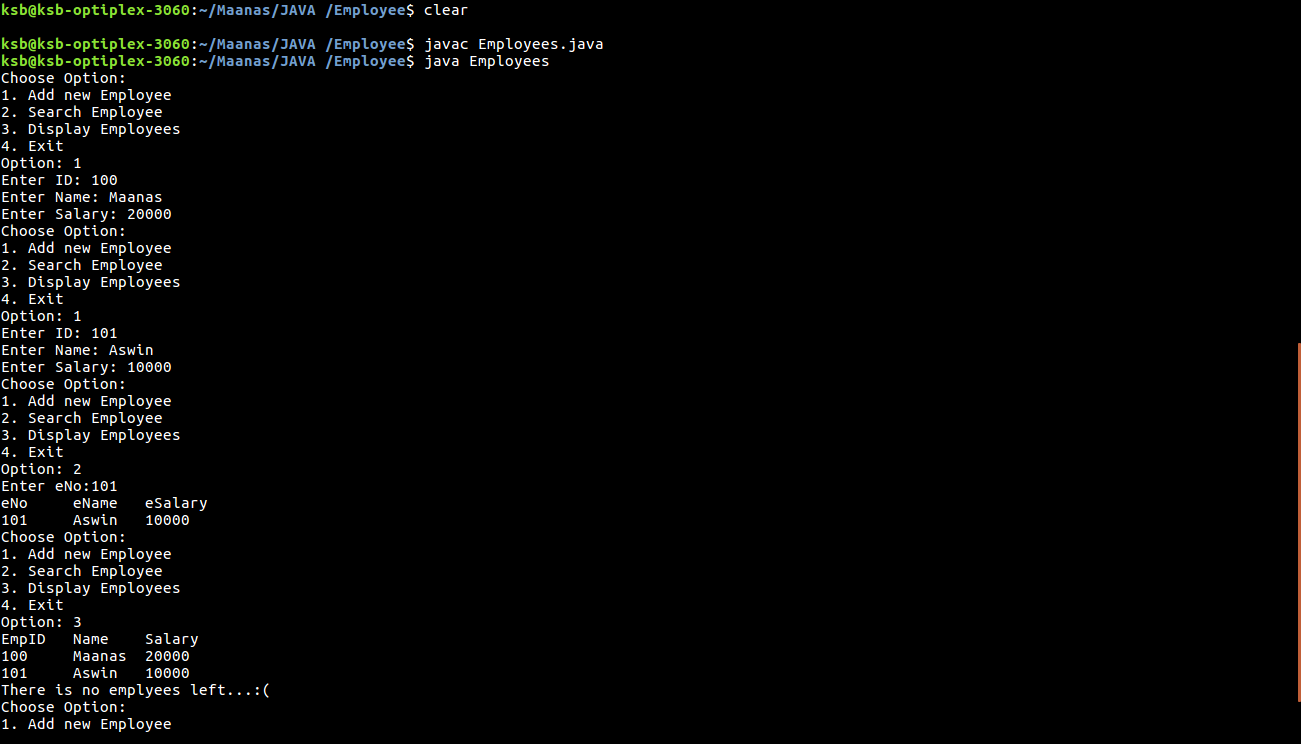 ksb@ksb-optiplex-3060:~/Maanas/JAVA /Employee$ clear
ksb@ksb-optiplex-3060:~/Maanas/JAVA /Employee$ javac Employees.java
ksb@ksb-optiplex-3060:~/Maanas/JAVA /Employee$ java Employees
Choose Option:
1. Add new Employee
2. Search Employee
3. Display Employees
4. Exit
Option: 1
Enter ID: 100
Enter Name: Maanas
Enter Salary: 20000
Choose Option:
1. Add new Employee
2. Search Employee
3. Display Employees
4. Exit
Option: 1
Enter ID: 101
Enter Name: Aswin
Enter Salary: 10000
Choose Option:
1. Add new Employee
2. Search Employee
3. Display Employees
4. Exit
Option: 2
Enter eNo:101
eNo     eName   eSalary
101     Aswin   10000
Choose Option:
1. Add new Employee
2. Search Employee
3. Display Employees
4. Exit
Option: 3
EmpID   Name    Salary
100     Maanas  20000
101     Aswin   10000
There is no emplyees left...:(
Choose Option:
1. Add new Employee